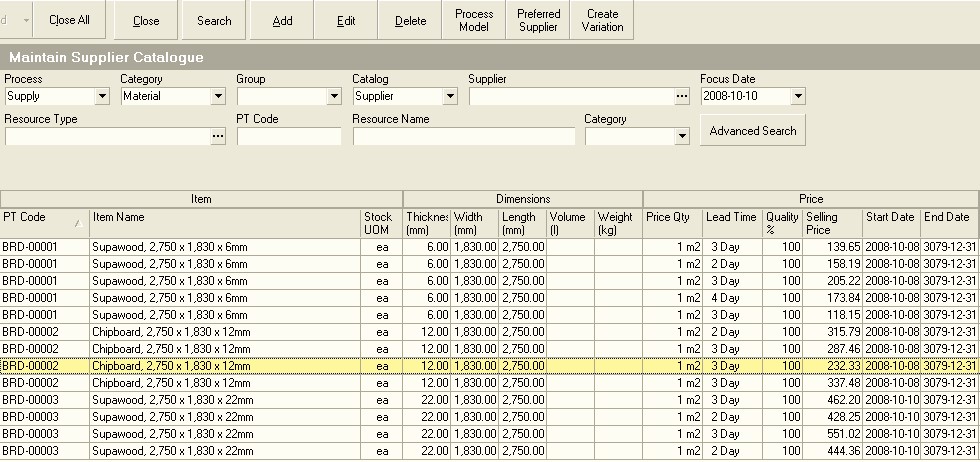 d Close All Close Search Add Edit Delete Process Model Preferred Supplier Create Variation
Maintain Supplier Catalogue
Process Category Group Catalog Supplier Focus Date
Supply Material Supplier ... 2008-10-10
Resource Type PT Code Resource Name Category
... Advanced Search
Item Dimensions Price
PT Code Item Name Stock UOM Thicknes (mm) Width (mm) Length (mm) Volume (l) Weight (kg) Price Qty Lead Time Quality % Selling Price Start Date End Date
BRD-00001 Supawood, 2,750 x 1,830 x 6mm ea 6.00 1,830.00 2,750.00 1 m2 3 Day 100 139.65 2008-10-08 3079-12-31
BRD-00001 Supawood, 2,750 x 1,830 x 6mm ea 6.00 1,830.00 2,750.00 1 m2 2 Day 100 158.19 2008-10-08 3079-12-31
BRD-00001 Supawood, 2,750 x 1,830 x 6mm ea 6.00 1,830.00 2,750.00 1 m2 3 Day 100 205.22 2008-10-08 3079-12-31
BRD-00001 Supawood, 2,750 x 1,830 x 6mm ea 6.00 1,830.00 2,750.00 1 m2 4 Day 100 173.84 2008-10-08 3079-12-31
BRD-00001 Supawood, 2,750 x 1,830 x 6mm ea 6.00 1,830.00 2,750.00 1 m2 3 Day 100 118.15 2008-10-08 3079-12-31
BRD-00002 Chipboard, 2,750 x 1,830 x 12mm ea 12.00 1,830.00 2,750.00 1 m2 2 Day 100 315.79 2008-10-08 3079-12-31
BRD-00002 Chipboard, 2,750 x 1,830 x 12mm ea 12.00 1,830.00 2,750.00 1 m2 3 Day 100 287.46 2008-10-08 3079-12-31
BRD-00002 Chipboard, 2,750 x 1,830 x 12mm ea 12.00 1,830.00 2,750.00 1 m2 3 Day 100 232.33 2008-10-08 3079-12-31
BRD-00002 Chipboard, 2,750 x 1,830 x 12mm ea 12.00 1,830.00 2,750.00 1 m2 3 Day 100 337.48 2008-10-08 3079-12-31
BRD-00003 Supawood, 2,750 x 1,830 x 22mm ea 22.00 1,830.00 2,750.00 1 m2 3 Day 100 462.20 2008-10-10 3079-12-31
BRD-00003 Supawood, 2,750 x 1,830 x 22mm ea 22.00 1,830.00 2,750.00 1 m2 2 Day 100 428.25 2008-10-10 3079-12-31
BRD-00003 Supawood, 2,750 x 1,830 x 22mm ea 22.00 1,830.00 2,750.00 1 m2 3 Day 100 551.02 2008-10-10 3079-12-31
BRD-00003 Supawood, 2,750 x 1,830 x 22mm ea 22.00 1,830.00 2,750.00 1 m2 2 Day 100 444.36 2008-10-10 3079-12-31